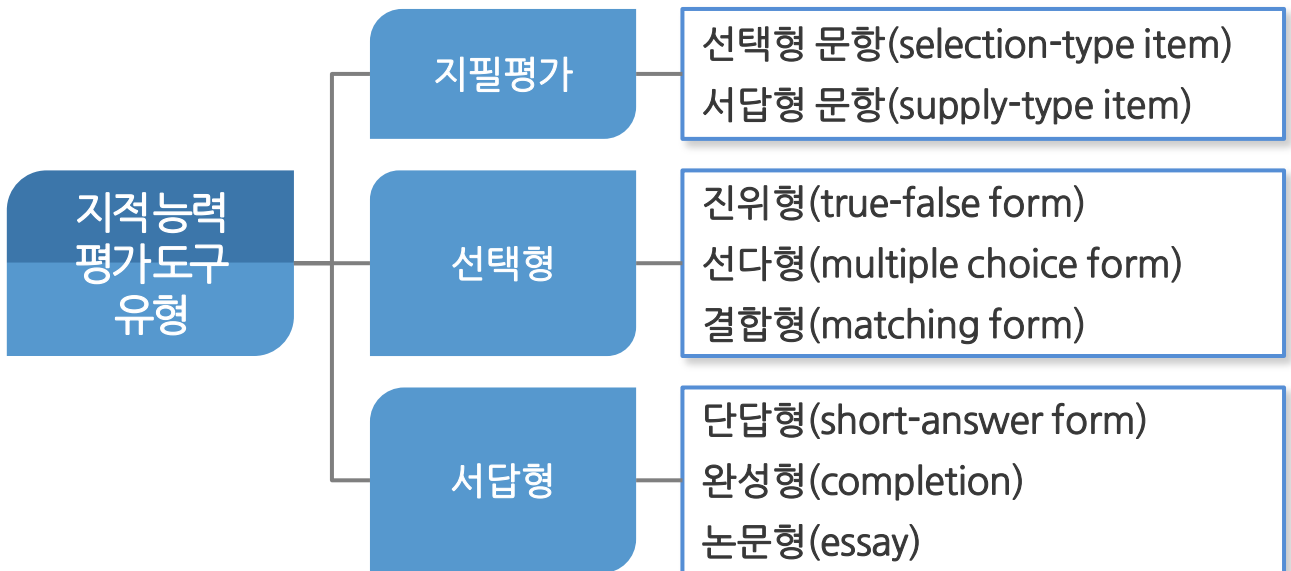 지적 능력
평가 도구
유형
지필평가
선택형 문항(selection-type item)
서답형 문항(supply-type item)
선택형
진위형(true-false form)
선다형(multiple choice form)
결합형(matching form)
서답형
단답형(short-answer form)
완성형(completion)
논문형(essay)